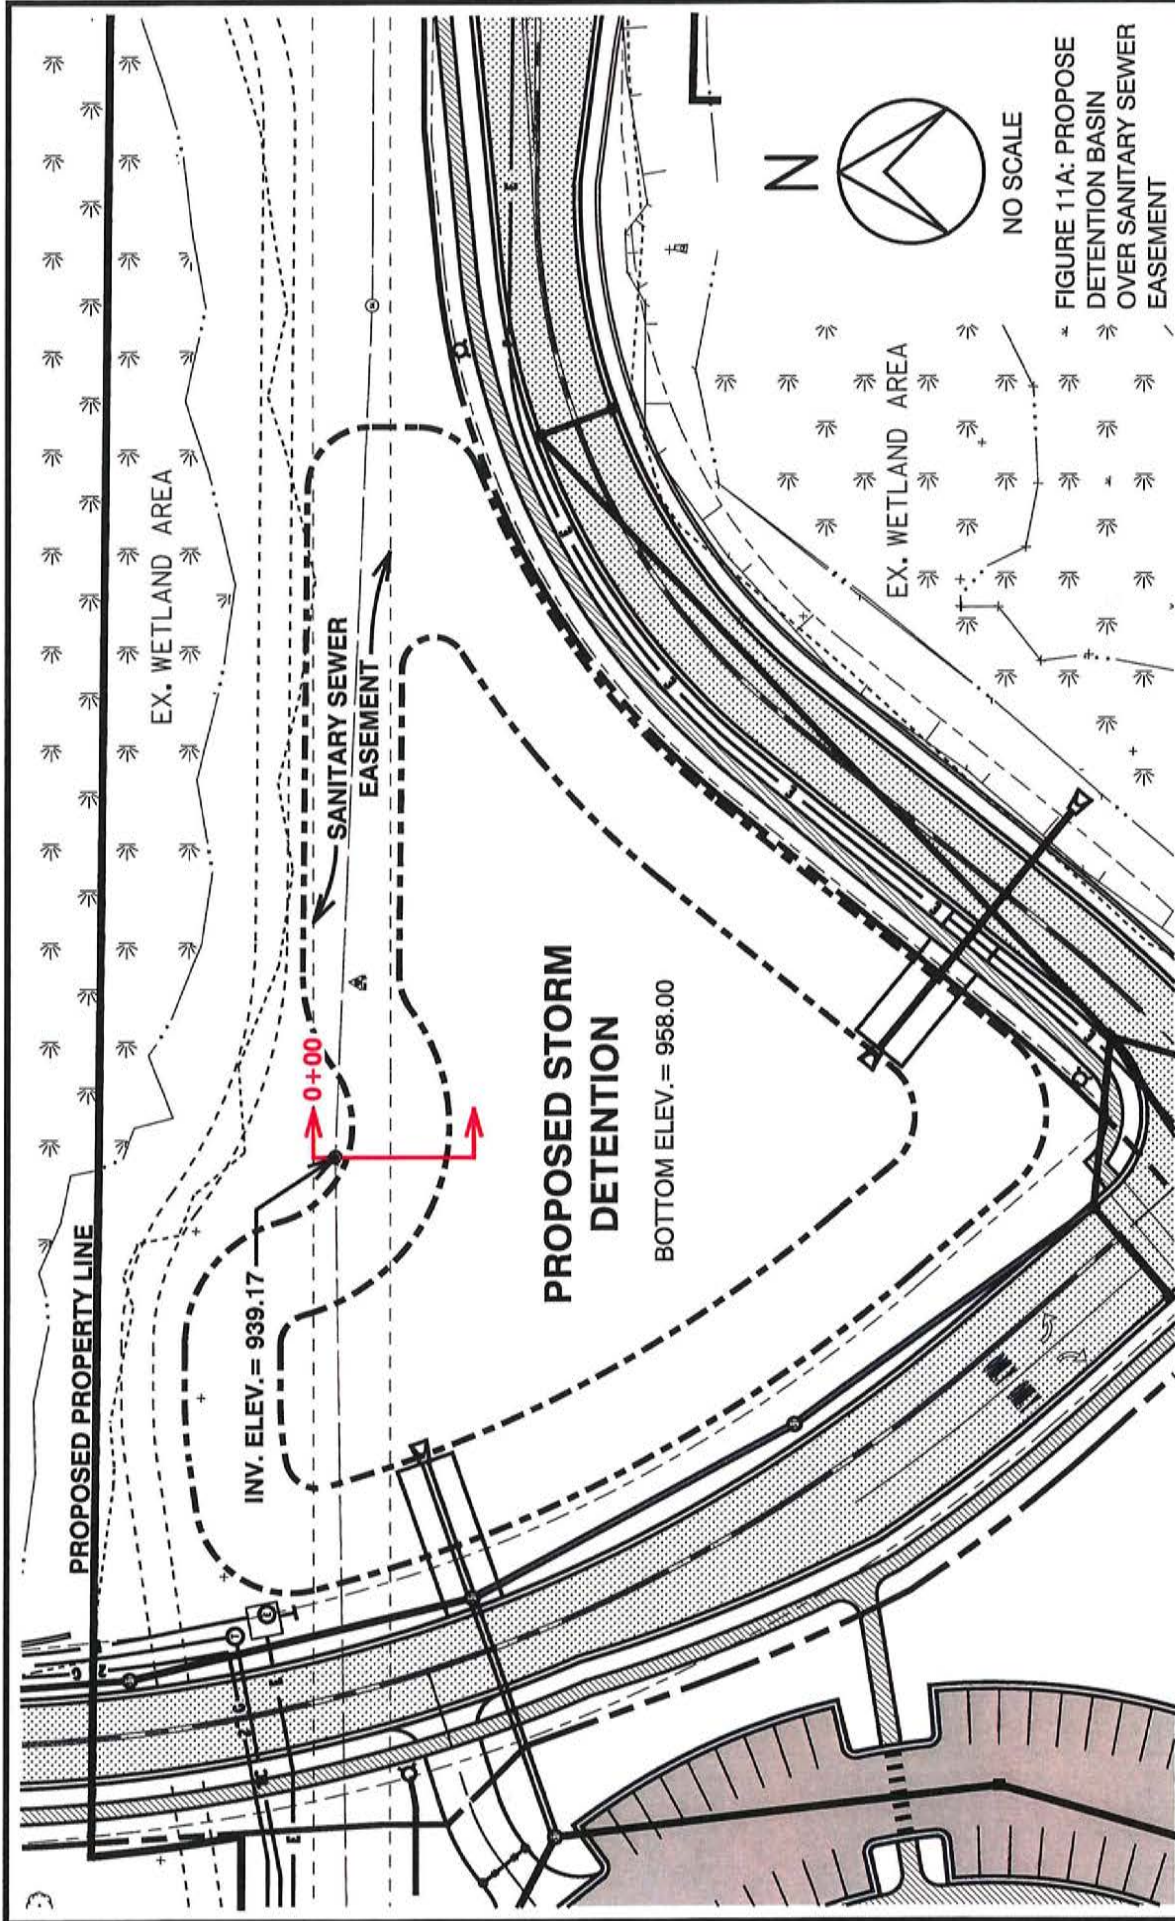 PROPOSED PROPERTY LINE
EX. WETLAND AREA
INV. ELEV.= 939.17
0+00
SANITARY SEWER
EASEMENT
PROPOSED STORM
DETENTION
BOTTOM ELEV.= 958.00
EX. WETLAND AREA
N
NO SCALE
FIGURE 11A: PROPOSE
DETENTION BASIN
OVER SANITARY SEWER
EASEMENT